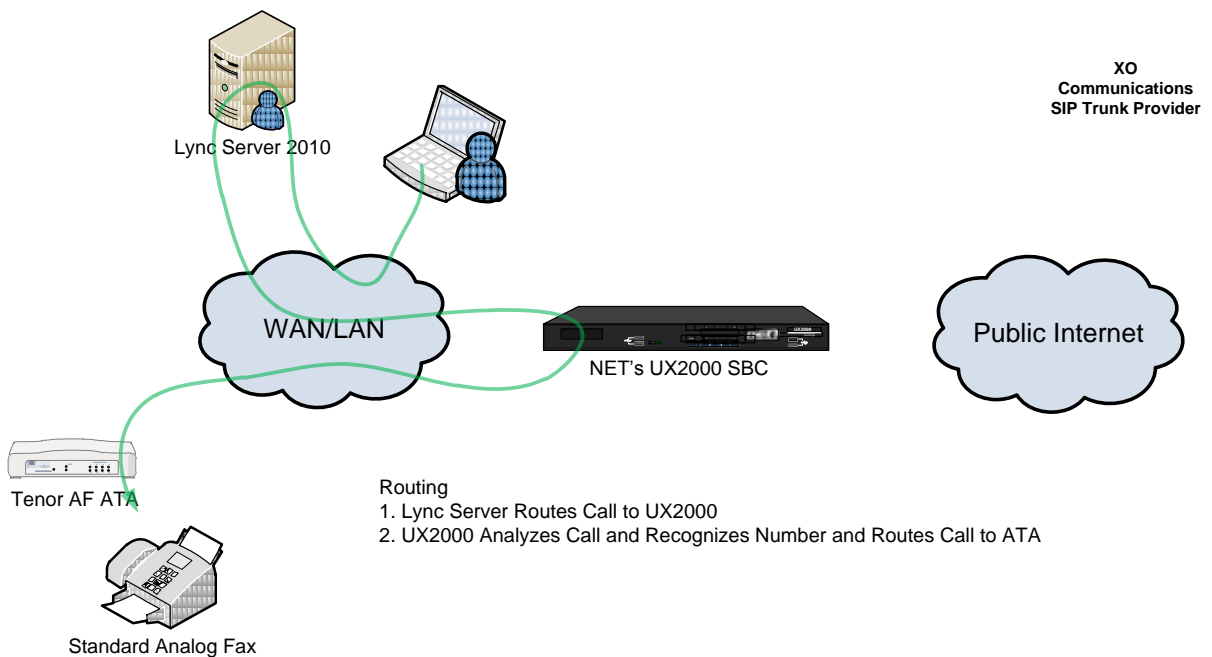 XO
Communications
SIP Trunk Provider
Lync Server 2010
WAN/LAN
UX2000
NET's UX2000 SBC
Public Internet
Tenor AF ATA
Routing
1. Lync Server Routes Call to UX2000
2. UX2000 Analyzes Call and Recognizes Number and Routes Call to ATA
Standard Analog Fax